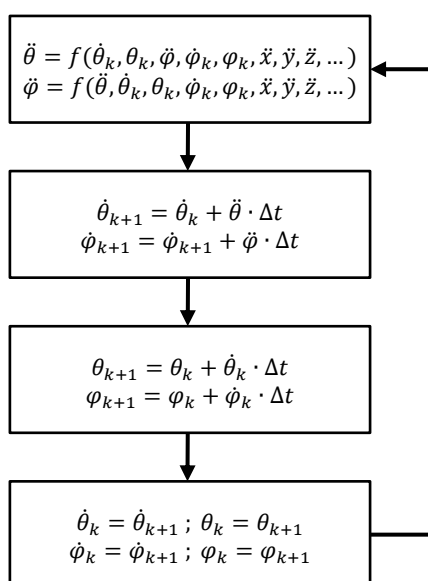 θ̈ = f(θ̇ₖ, θₖ, φ̈, φ̇ₖ, φₖ, ẍ, ÿ, z̈, … )
φ̈ = f(θ̈, θ̇ₖ, θₖ, φ̇ₖ, φₖ, ẍ, ÿ, z̈, … )
θ̇ₖ₊₁ = θ̇ₖ + θ̈ · Δt
φ̇ₖ₊₁ = φ̇ₖ₊₁ + φ̈ · Δt
θₖ₊₁ = θₖ + θ̇ₖ · Δt
φₖ₊₁ = φₖ + φ̇ₖ · Δt
θ̇ₖ = θ̇ₖ₊₁ ; θₖ = θₖ₊₁
φ̇ₖ = φ̇ₖ₊₁ ; φₖ = φₖ₊₁